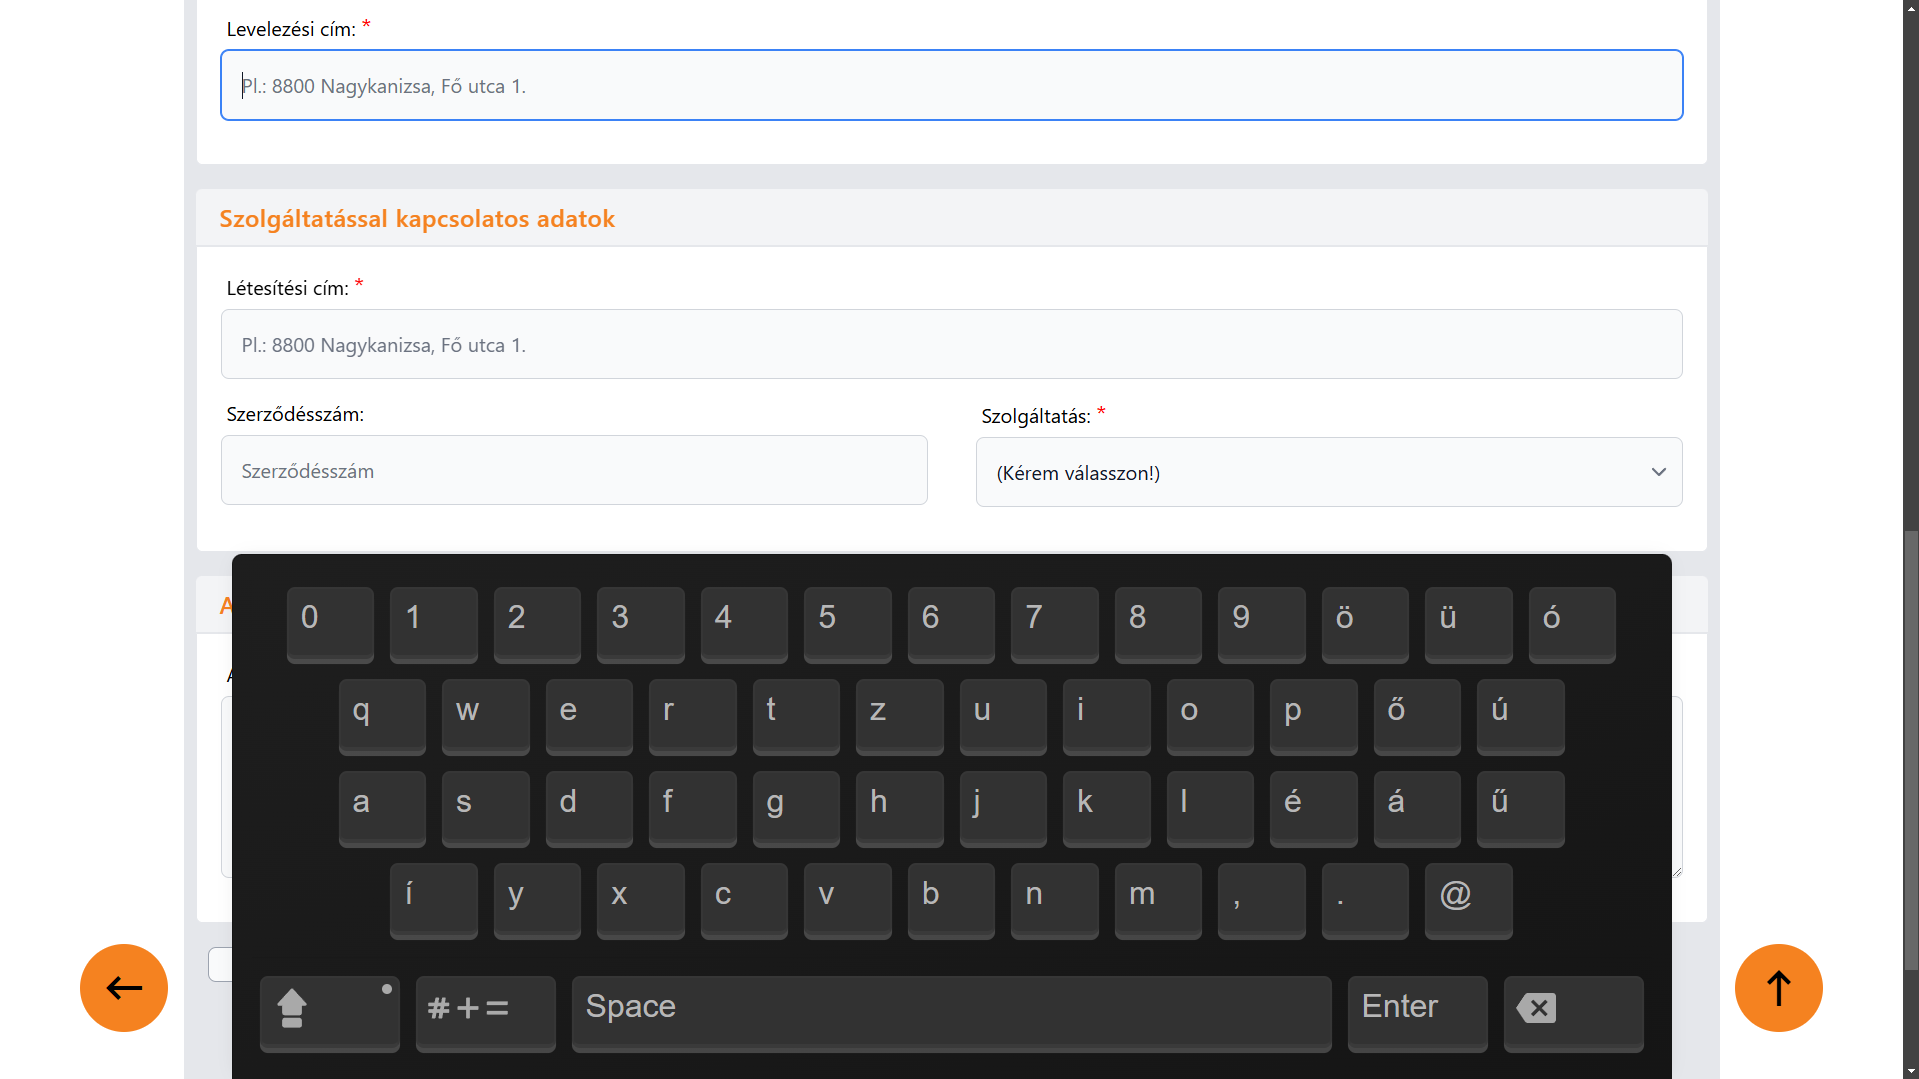 Levelezési cím: *
Pl.: 8800 Nagykanizsa, Fő utca 1.
Szolgáltatással kapcsolatos adatok
Létesítési cím: *
Pl.: 8800 Nagykanizsa, Fő utca 1.
Szerződésszám:
Szolgáltatás: *
Szerződésszám
(Kérem válasszon!)
A
0 1 2 3 4 5 6 7 8 9 ö ü ó
q w e r t z u i o p ő ú
a s d f g h j k l é á ű
í y x c v b n m , . @
#+= Space Enter